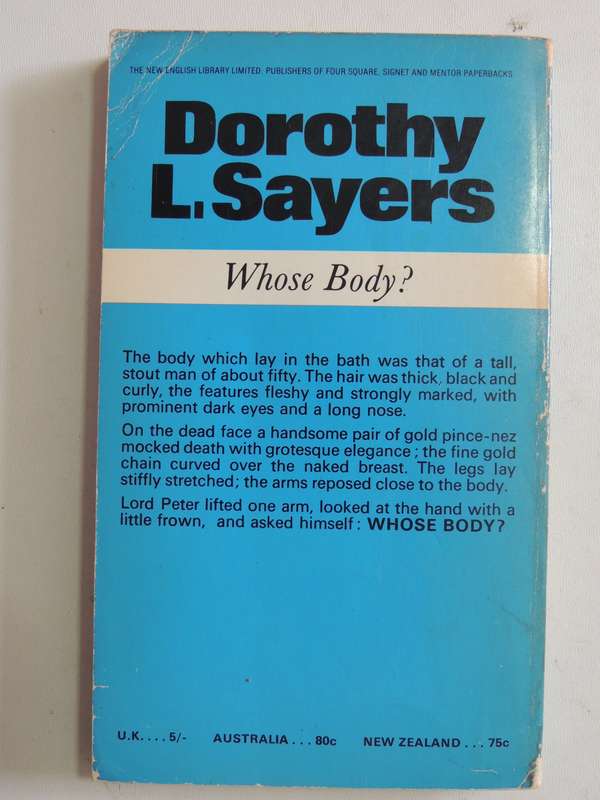 THE NEW ENGLISH LIBRARY LIMITED: PUBLISHERS OF FOUR SQUARE, SIGNET AND MENTOR PAPERBACKS
Dorothy
L. Sayers
Whose Body?
The body which lay in the bath was that of a tall,
stout man of about fifty. The hair was thick, black and
curly, the features fleshy and strongly marked, with
prominent dark eyes and a long nose.
On the dead face a handsome pair of gold pince-nez
mocked death with grotesque elegance; the fine gold
chain curved over the naked breast. The legs lay
stiffly stretched; the arms reposed close to the body.
Lord Peter lifted one arm, looked at the hand with a
little frown, and asked himself: WHOSE BODY?
U.K. . . . 5/- AUSTRALIA . . . 80c NEW ZEALAND . . . 75c